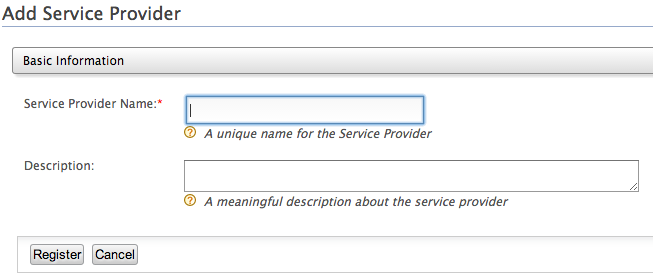 Add Service Provider
Basic Information
Service Provider Name:*
? A unique name for the Service Provider
Description:
? A meaningful description about the service provider
Register Cancel